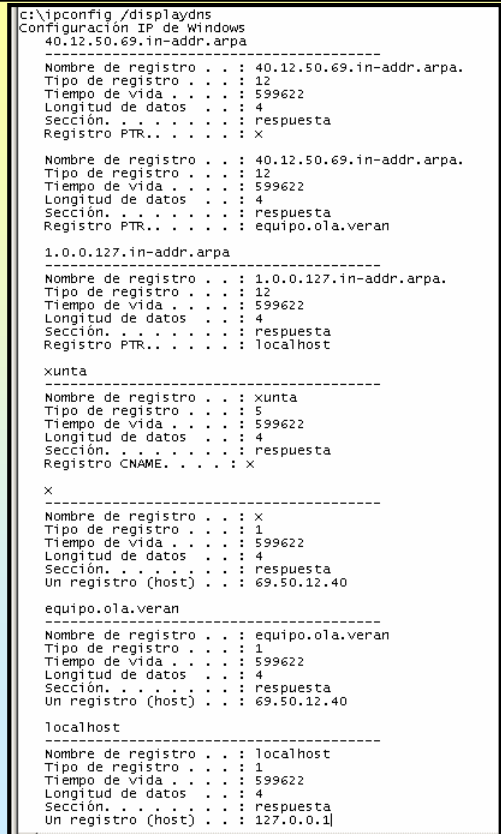 c:\ipconfig /displaydns
Configuración IP de Windows
40.12.50.69.in-addr.arpa
----------------------------------------
Nombre de registro . . : 40.12.50.69.in-addr.arpa.
Tipo de registro . . . : 12
Tiempo de vida . . . . : 599622
Longitud de datos . . : 4
Sección. . . . . . . . : respuesta
Registro PTR.. . . . . : x
Nombre de registro . . : 40.12.50.69.in-addr.arpa.
Tipo de registro . . . : 12
Tiempo de vida . . . . : 599622
Longitud de datos . . : 4
Sección. . . . . . . . : respuesta
Registro PTR.. . . . . : equipo.ola.veran
1.0.0.127.in-addr.arpa
----------------------------------------
Nombre de registro . . : 1.0.0.127.in-addr.arpa.
Tipo de registro . . . : 12
Tiempo de vida . . . . : 599622
Longitud de datos . . : 4
Sección. . . . . . . . : respuesta
Registro PTR.. . . . . : localhost
xunta
----------------------------------------
Nombre de registro . . : xunta
Tipo de registro . . . : 5
Tiempo de vida . . . . : 599622
Longitud de datos . . : 4
Sección. . . . . . . . : respuesta
Registro CNAME. . . . : x
x
----------------------------------------
Nombre de registro . . : x
Tipo de registro . . . : 1
Tiempo de vida . . . . : 599622
Longitud de datos . . : 4
Sección. . . . . . . . : respuesta
Un registro (host) . . : 69.50.12.40
equipo.ola.veran
----------------------------------------
Nombre de registro . . : equipo.ola.veran
Tipo de registro . . . : 1
Tiempo de vida . . . . : 599622
Longitud de datos . . : 4
Sección. . . . . . . . : respuesta
Un registro (host) . . : 69.50.12.40
localhost
----------------------------------------
Nombre de registro . . : localhost
Tipo de registro . . . : 1
Tiempo de vida . . . . : 599622
Longitud de datos . . : 4
Sección. . . . . . . . : respuesta
Un registro (host) . . : 127.0.0.1